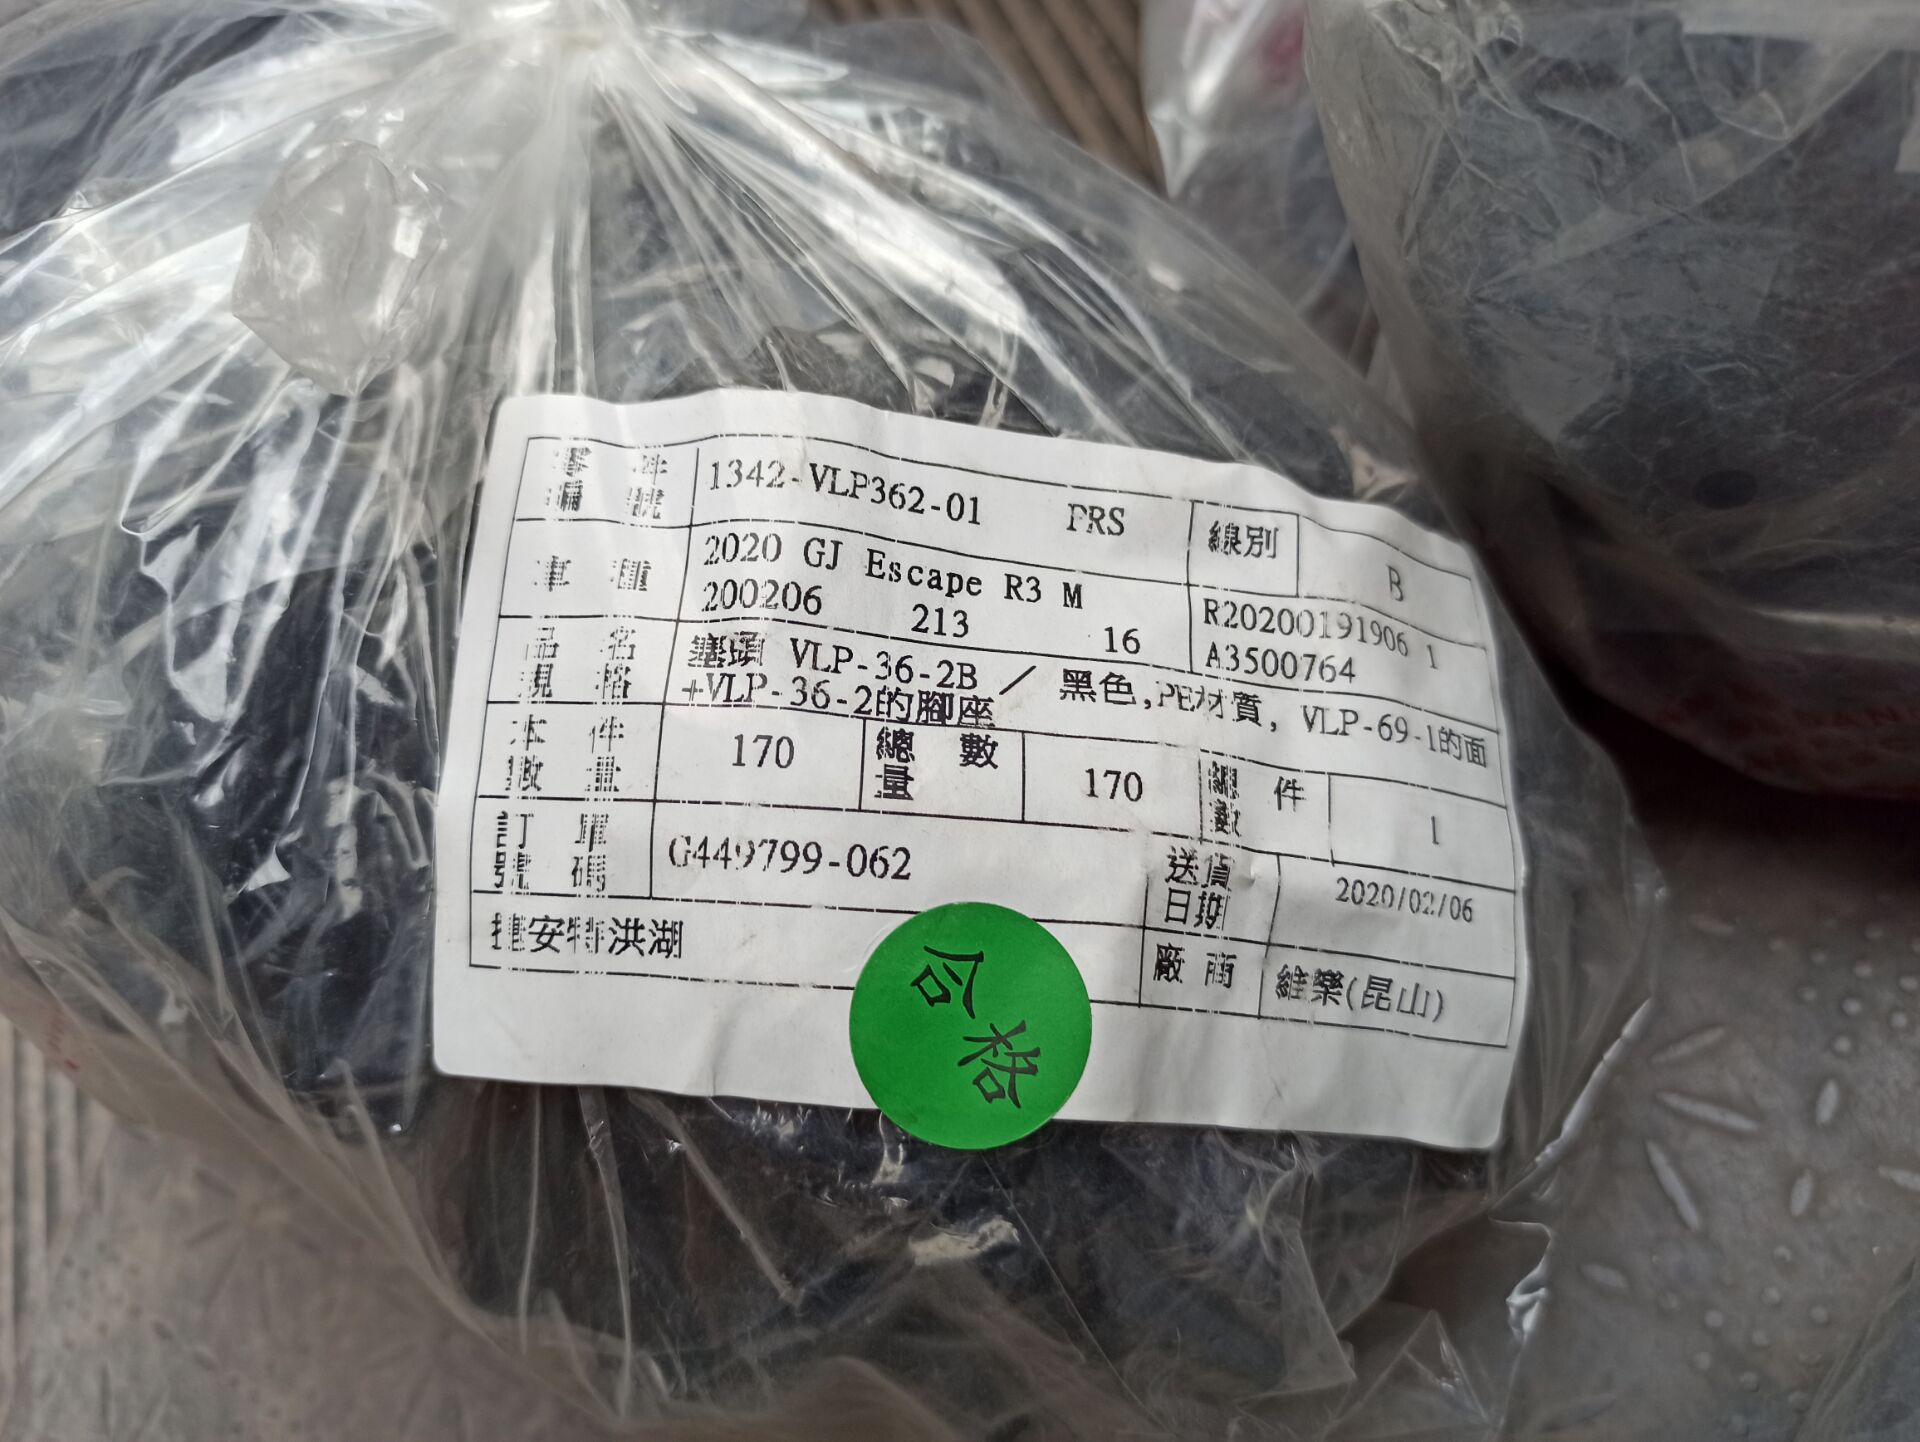 零件 1342-VLP362-01 PRS 線別 B
編號
車種 2020 GJ Escape R3 M R20200191906 1
200206 213 16 A3500764
品名 塞頭 VLP-36-2B / 黑色,PE材質, VLP-69-1的面
規格 +VLP-36-2的腳座
本件 170 總數 170 總件 1
數量 量 數
訂單 G449799-062 送貨 2020/02/06
號碼 日期
捷安特洪湖 廠商 維樂(昆山)
合格